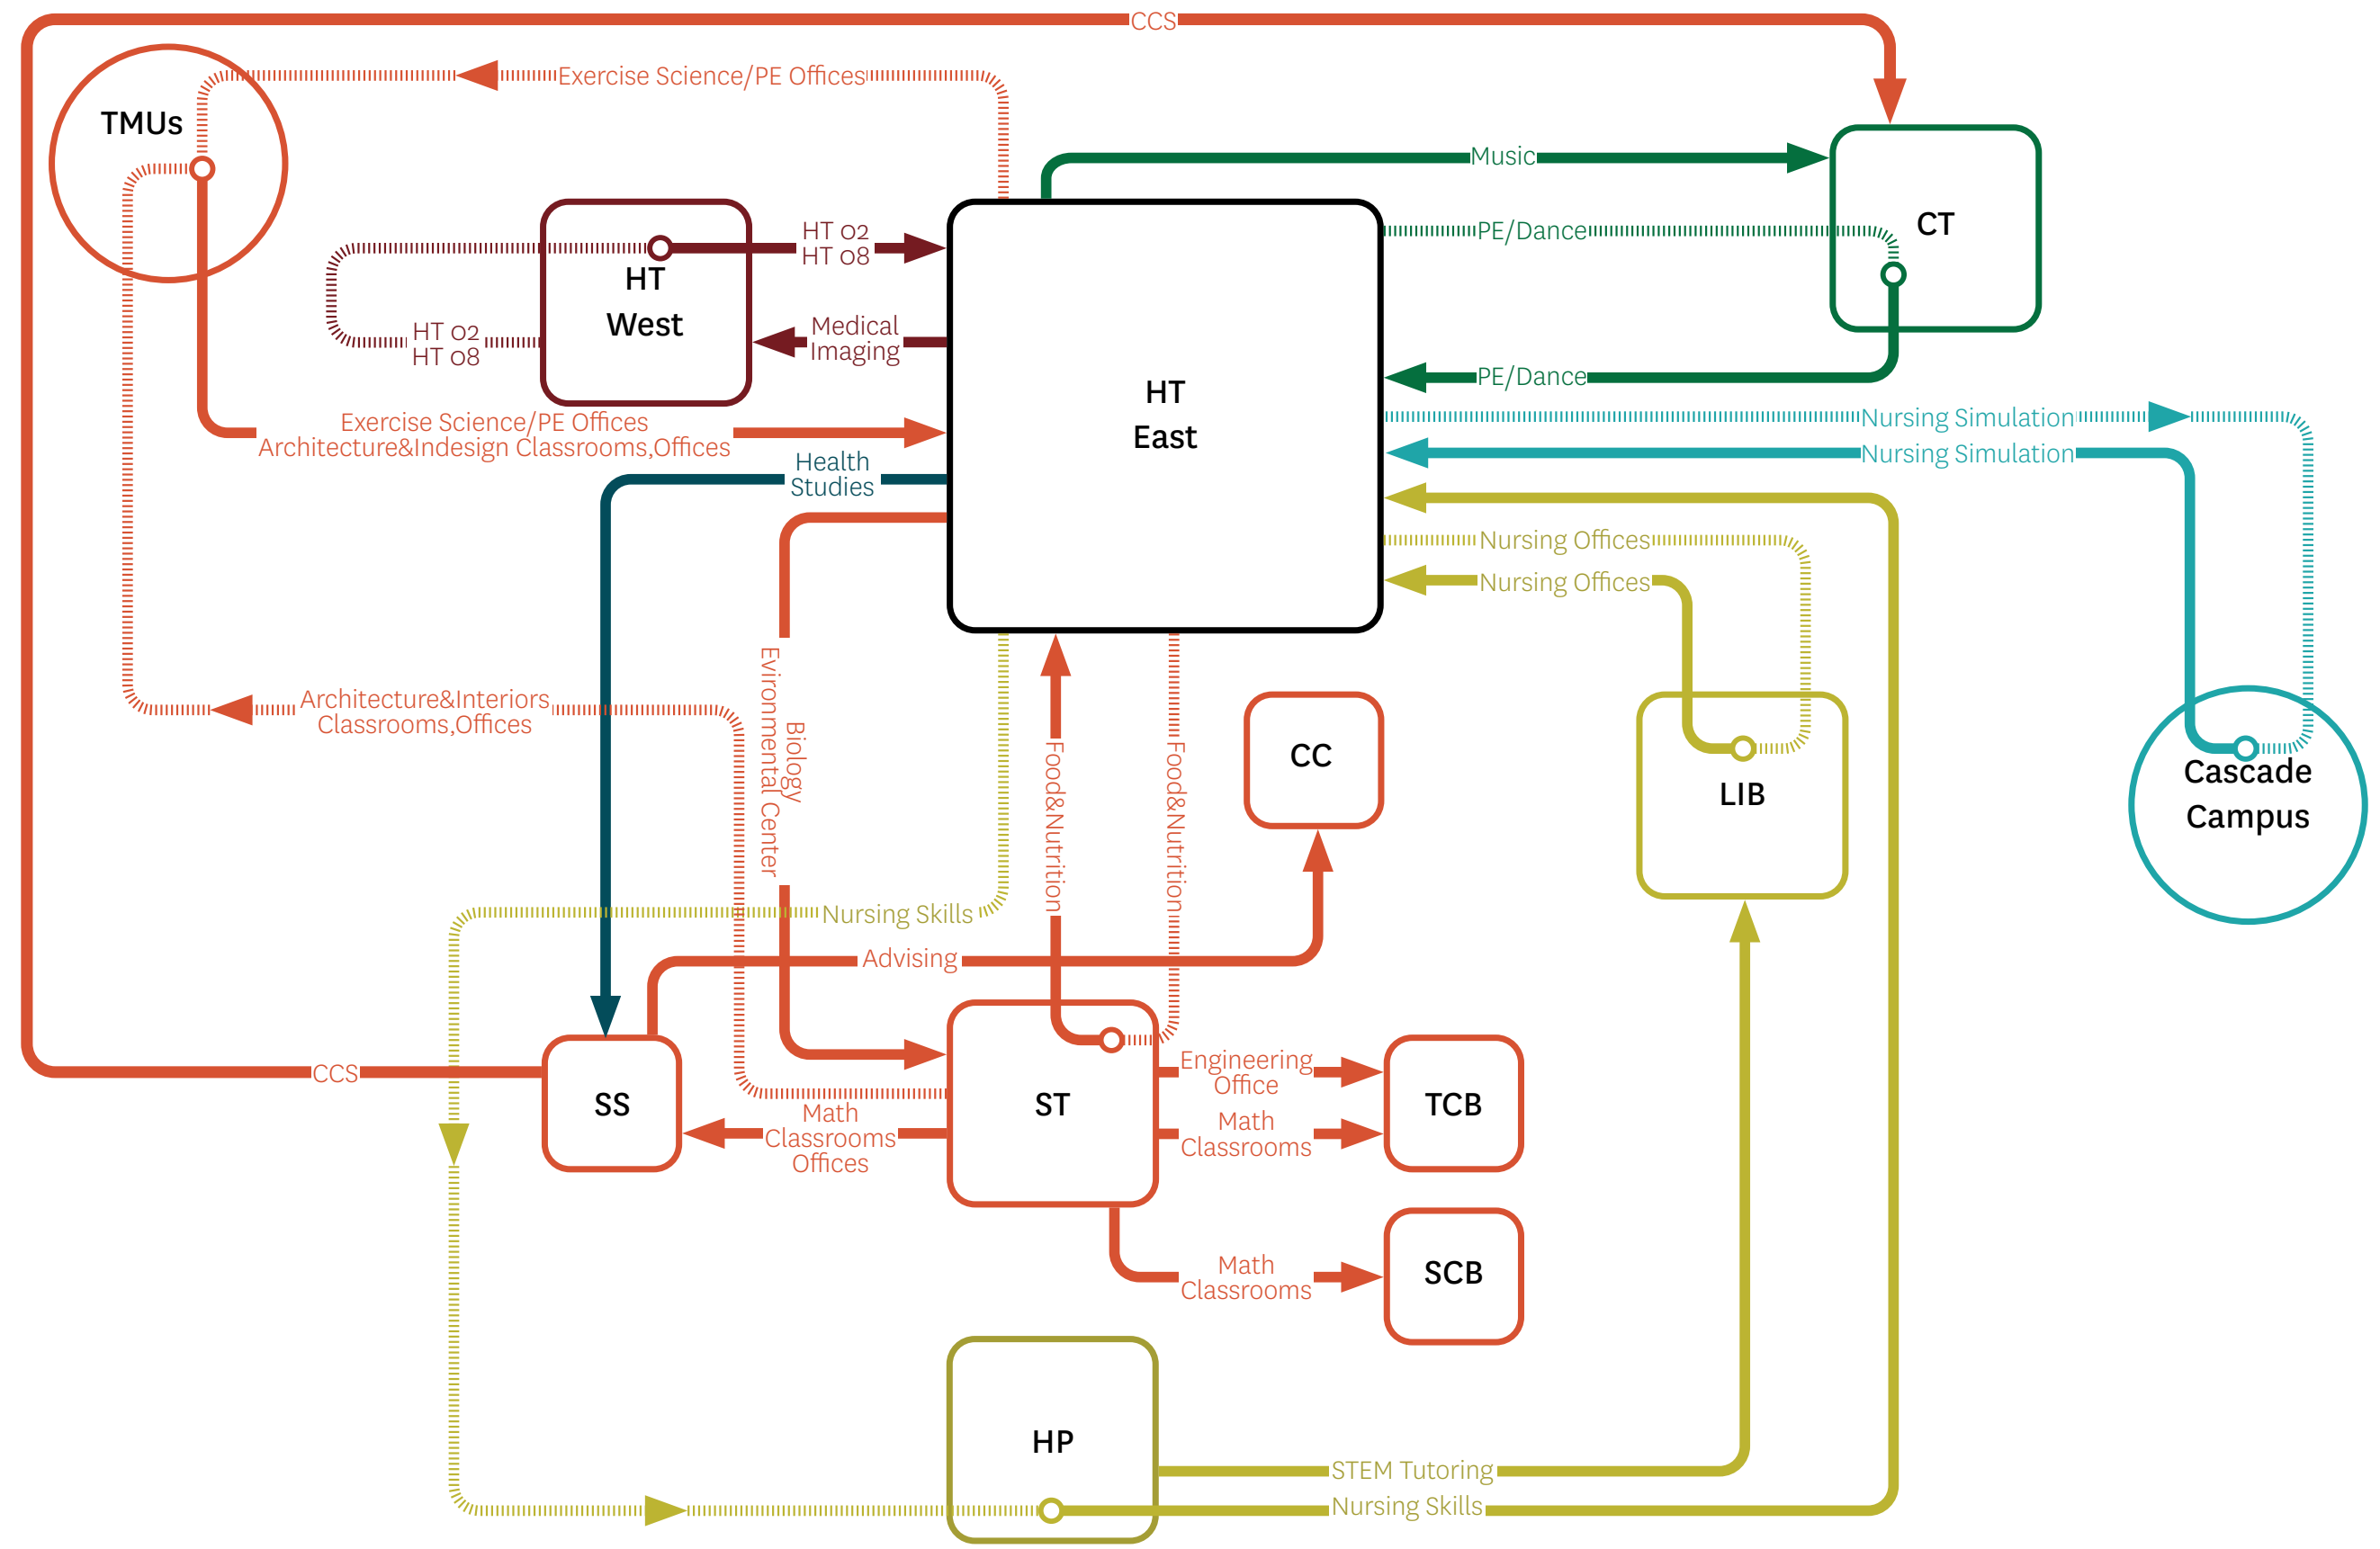 CCS
Exercise Science/PE Offices
TMUs
Music
CT
PE/Dance
HT 02
HT 08
HT
West
HT 02
HT 08
Medical
Imaging
HT
East
PE/Dance
Exercise Science/PE Offices
Architecture&Indesign Classrooms,Offices
Nursing Simulation
Nursing Simulation
Health
Studies
Nursing Offices
Nursing Offices
Architecture&Interiors
Classrooms,Offices
Biology
Evironmental Center
Food&Nutrition
Food&Nutrition
CC
LIB
Cascade
Campus
Nursing Skills
Advising
CCS
SS
Math
Classrooms
Offices
ST
Engineering
Office
Math
Classrooms
TCB
Math
Classrooms
SCB
HP
STEM Tutoring
Nursing Skills